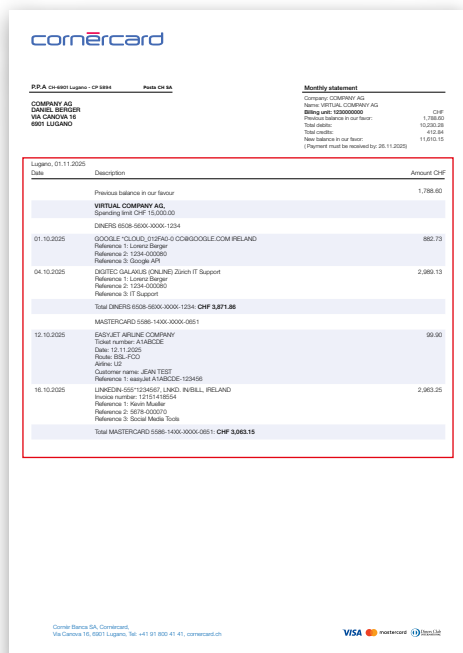 cornèrcard
P.P.A CH-6901 Lugano - CP 5894 Posta CH SA
COMPANY AG
DANIEL BERGER
VIA CANOVA 16
6901 LUGANO
Monthly statement
Company: COMPANY AG
Name: VIRTUAL COMPANY AG
Billing unit: 1230000000 CHF
Previous balance in our favor: 1,788.60
Total debits: 10,230.28
Total credits: 412.84
New balance in our favor: 11,610.15
( Payment must be received by: 26.11.2025)
Lugano, 01.11.2025
Date Description Amount CHF
Previous balance in our favour 1,788.60
VIRTUAL COMPANY AG,
Spending limit CHF 15,000.00
DINERS 6508-56XX-XXXX-1234
01.10.2025 GOOGLE *CLOUD_012FA0-0 CC@GOOGLE.COM IRELAND 882.73
Reference 1: Lorenz Berger
Reference 2: 1234-000080
Reference 3: Google API
04.10.2025 DIGITEC GALAXUS (ONLINE) Zürich IT Support 2,989.13
Reference 1: Lorenz Berger
Reference 2: 1234-000080
Reference 3: IT Support
Total DINERS 6508-56XX-XXXX-1234: CHF 3,871.86
MASTERCARD 5586-14XX-XXXX-0651
12.10.2025 EASYJET AIRLINE COMPANY 99.90
Ticket number: A1ABCDE
Date: 12.11.2025
Route: BSL-FCO
Airline: U2
Customer name: JEAN TEST
Reference 1: easyJet A1ABCDE-123456
16.10.2025 LINKEDIN-555*1234567, LNKD. IN/BILL, IRELAND 2,963.25
Invoice number: 12151418554
Reference 1: Kevin Mueller
Reference 2: 5678-000070
Reference 3: Social Media Tools
Total MASTERCARD 5586-14XX-XXXX-0651: CHF 3,063.15
Cornèr Banca SA, Cornèrcard,
Via Canova 16, 6901 Lugano, Tel: +41 91 800 41 41, cornercard.ch
VISA mastercard Diners Club